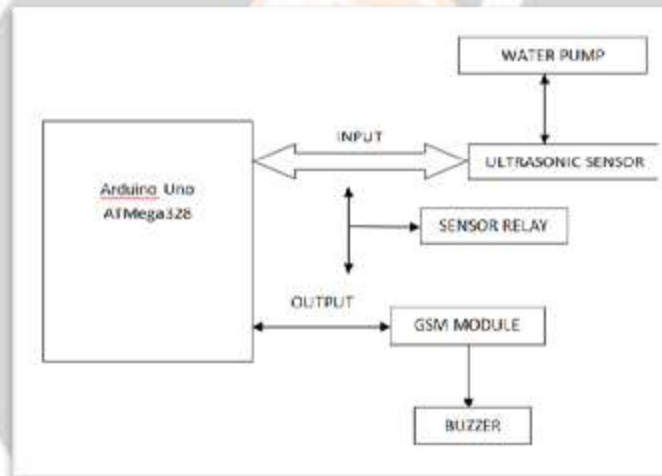 WATER PUMP
INPUT
ULTRASONIC SENSOR
Arduino Uno
ATMega328
SENSOR RELAY
OUTPUT
GSM MODULE
BUZZER